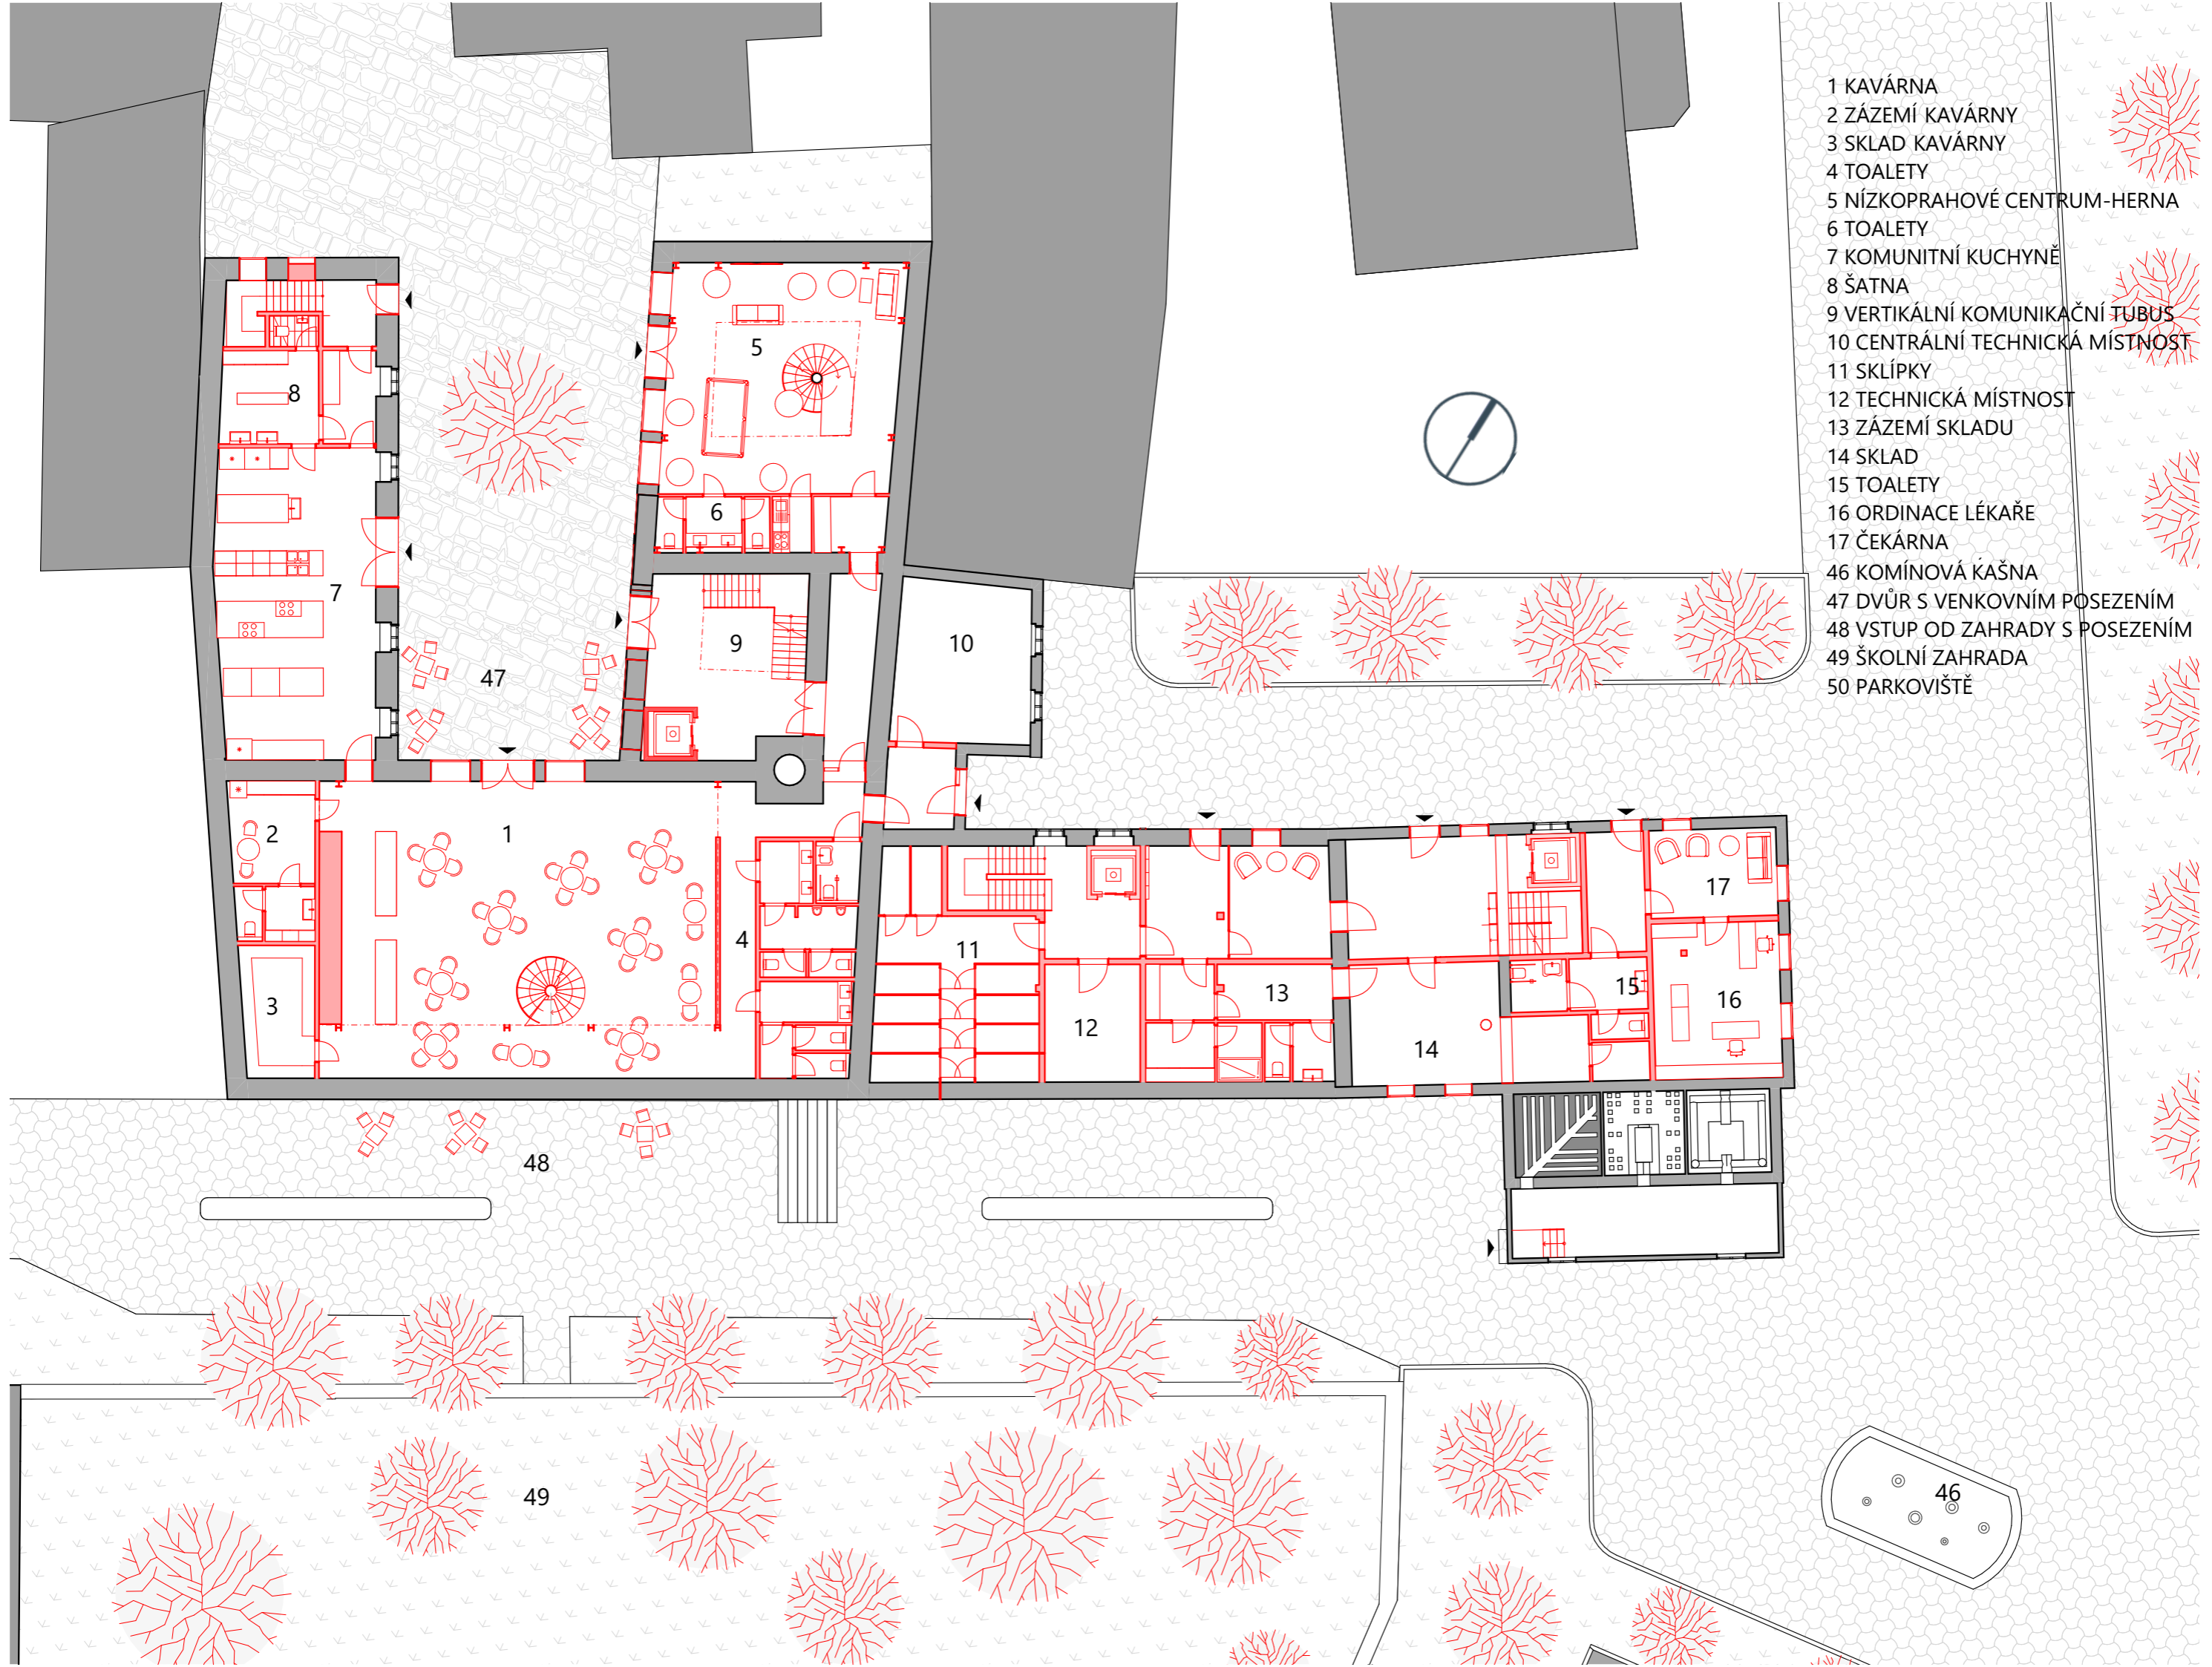 1 KAVÁRNA
2 ZÁZEMÍ KAVÁRNY
3 SKLAD KAVÁRNY
4 TOALETY
5 NÍZKOPRAHOVÉ CENTRUM-HERNA
6 TOALETY
7 KOMUNITNÍ KUCHYNĚ
8 ŠATNA
9 VERTIKÁLNÍ KOMUNIKAČNÍ TUBUS
10 CENTRÁLNÍ TECHNICKÁ MÍSTNOST
11 SKLÍPKY
12 TECHNICKÁ MÍSTNOST
13 ZÁZEMÍ SKLADU
14 SKLAD
15 TOALETY
16 ORDINACE LÉKAŘE
17 ČEKÁRNA
46 KOMÍNOVÁ KAŠNA
47 DVŮR S VENKOVNÍM POSEZENÍM
48 VSTUP OD ZAHRADY S POSEZENÍM
49 ŠKOLNÍ ZAHRADA
50 PARKOVIŠTĚ
5
8
6
7
9
10
47
2
1
17
4
11
3
13
15
16
12
14
48
46
49